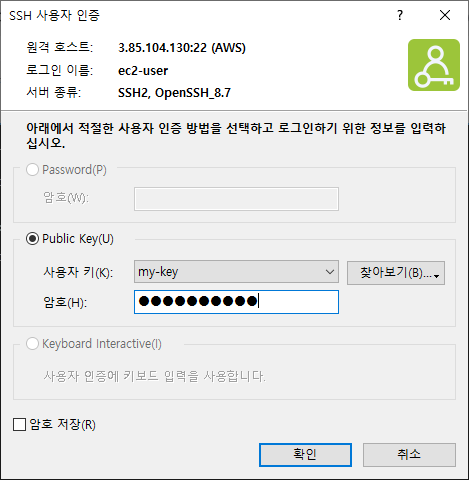 SSH 사용자 인증
원격 호스트: 3.85.104.130:22 (AWS)
로그인 이름: ec2-user
서버 종류: SSH2, OpenSSH_8.7
아래에서 적절한 사용자 인증 방법을 선택하고 로그인하기 위한 정보를 입력하
십시오.
Password(P)
암호(W):
Public Key(U)
사용자 키(K): my-key 찾아보기(B)...
암호(H): ●●●●●●●●●●
Keyboard Interactive(I)
사용자 인증에 키보드 입력을 사용합니다.
암호 저장(R)
확인 취소